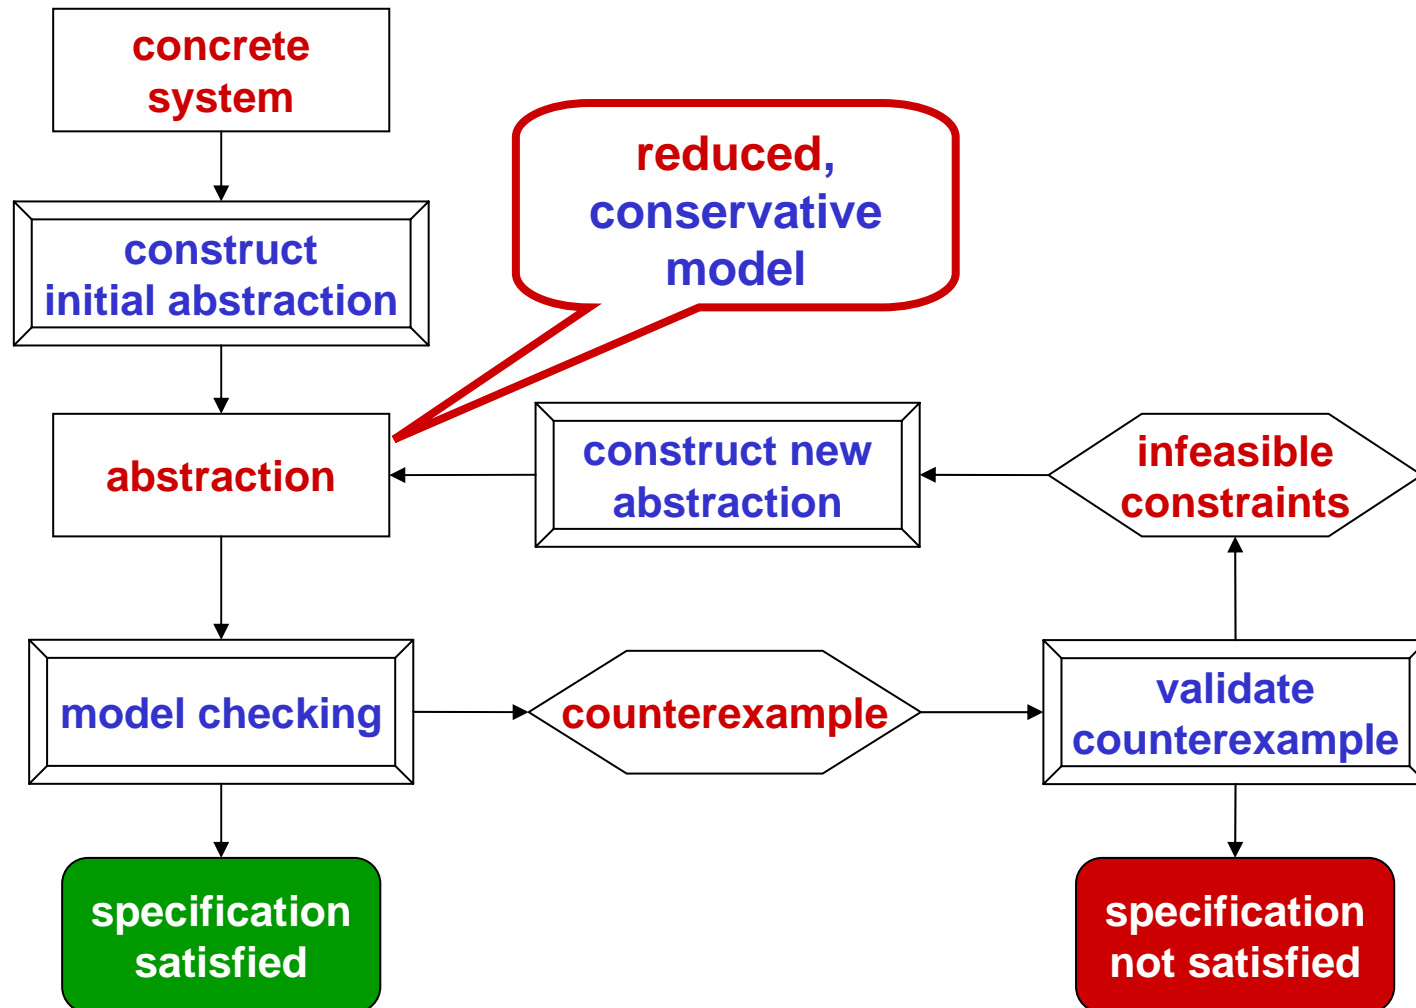 concrete
system
reduced,
conservative
model
construct
initial abstraction
abstraction
construct new
abstraction
infeasible
constraints
model checking
counterexample
validate
counterexample
specification
satisfied
specification
not satisfied